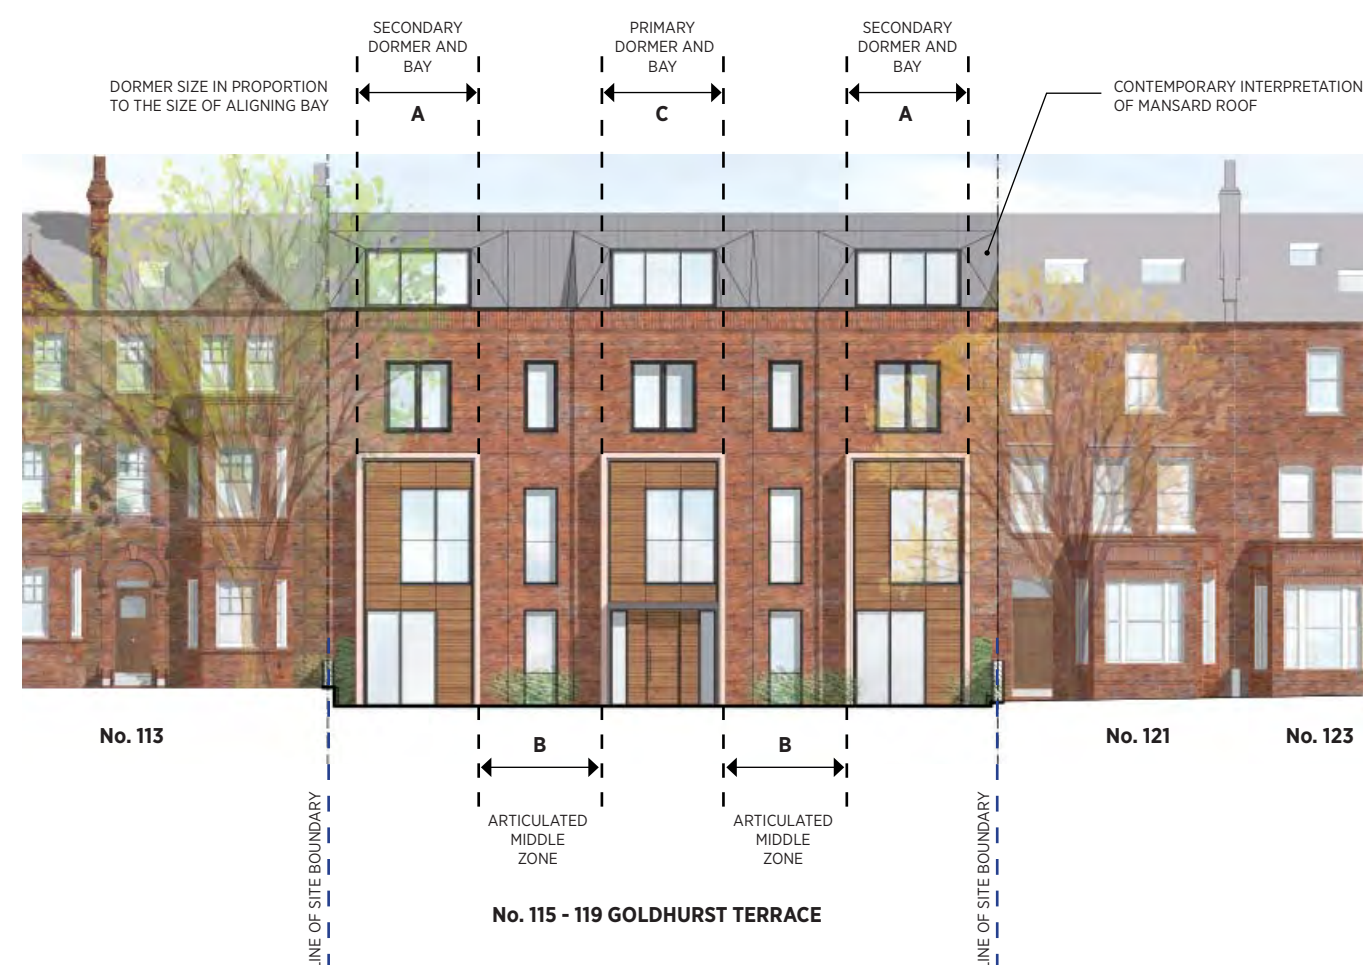 SECONDARY
DORMER AND
BAY
PRIMARY
DORMER AND
BAY
SECONDARY
DORMER AND
BAY
DORMER SIZE IN PROPORTION
TO THE SIZE OF ALIGNING BAY
CONTEMPORARY INTERPRETATION
OF MANSARD ROOF
A
C
A
No. 113
No. 121
No. 123
B
B
ARTICULATED
MIDDLE
ZONE
ARTICULATED
MIDDLE
ZONE
LINE OF SITE BOUNDARY
LINE OF SITE BOUNDARY
No. 115 - 119 GOLDHURST TERRACE